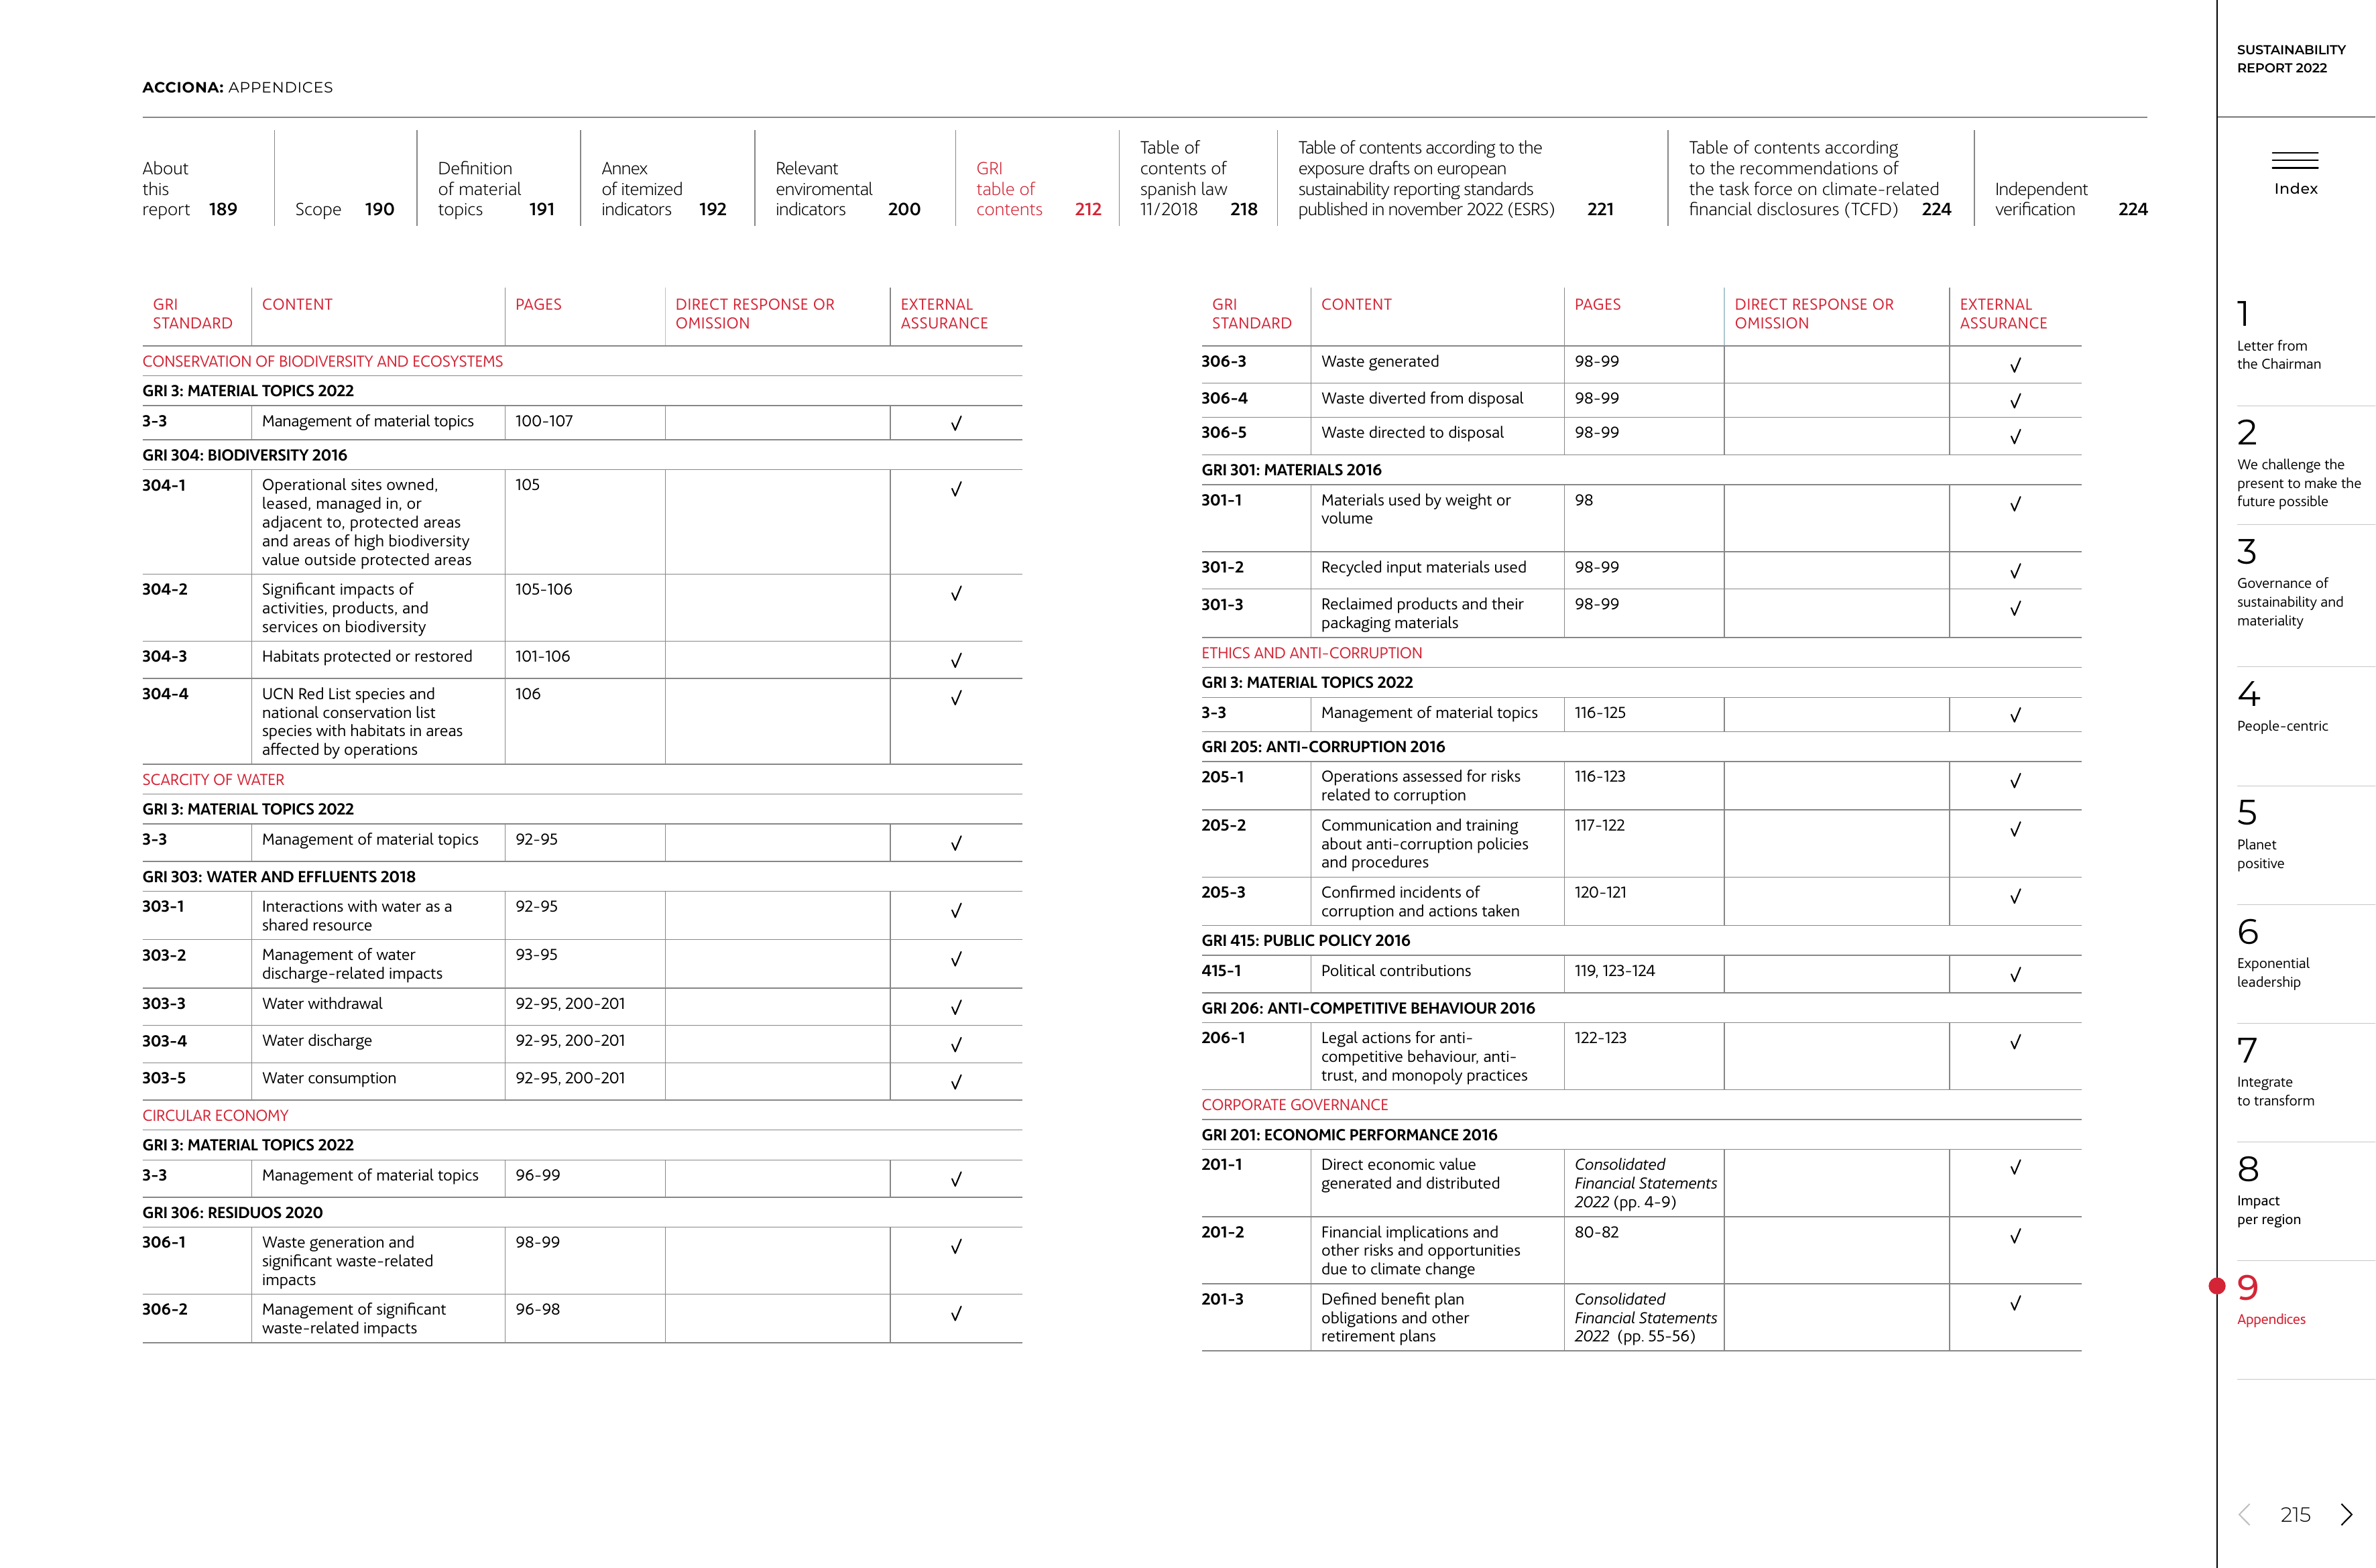 ACCIONA: APPENDICES
About
this
report 189
Scope 190
Definition
of material
topics 191
Annex
of itemized
indicators 192
Relevant
enviromental
indicators 200
GRI
table of
contents 212
Table of
contents of
spanish law
11/2018 218
Table of contents according to the
exposure drafts on european
sustainability reporting standards
published in november 2022 (ESRS) 221
Table of contents according
to the recommendations of
the task force on climate-related
financial disclosures (TCFD) 224
Independent
verification 224
GRI
STANDARD
CONTENT
PAGES
DIRECT RESPONSE OR
OMISSION
EXTERNAL
ASSURANCE
CONSERVATION OF BIODIVERSITY AND ECOSYSTEMS
GRI 3: MATERIAL TOPICS 2022
3-3 Management of material topics 100-107 √
GRI 304: BIODIVERSITY 2016
304-1 Operational sites owned, 105 √
leased, managed in, or
adjacent to, protected areas
and areas of high biodiversity
value outside protected areas
304-2 Significant impacts of 105-106 √
activities, products, and
services on biodiversity
304-3 Habitats protected or restored 101-106 √
304-4 UCN Red List species and 106 √
national conservation list
species with habitats in areas
affected by operations
SCARCITY OF WATER
GRI 3: MATERIAL TOPICS 2022
3-3 Management of material topics 92-95 √
GRI 303: WATER AND EFFLUENTS 2018
303-1 Interactions with water as a 92-95 √
shared resource
303-2 Management of water 93-95 √
discharge-related impacts
303-3 Water withdrawal 92-95, 200-201 √
303-4 Water discharge 92-95, 200-201 √
303-5 Water consumption 92-95, 200-201 √
CIRCULAR ECONOMY
GRI 3: MATERIAL TOPICS 2022
3-3 Management of material topics 96-99 √
GRI 306: RESIDUOS 2020
306-1 Waste generation and 98-99 √
significant waste-related
impacts
306-2 Management of significant 96-98 √
waste-related impacts
GRI
STANDARD
CONTENT
PAGES
DIRECT RESPONSE OR
OMISSION
EXTERNAL
ASSURANCE
306-3 Waste generated 98-99 √
306-4 Waste diverted from disposal 98-99 √
306-5 Waste directed to disposal 98-99 √
GRI 301: MATERIALS 2016
301-1 Materials used by weight or 98 √
volume
301-2 Recycled input materials used 98-99 √
301-3 Reclaimed products and their 98-99 √
packaging materials
ETHICS AND ANTI-CORRUPTION
GRI 3: MATERIAL TOPICS 2022
3-3 Management of material topics 116-125 √
GRI 205: ANTI-CORRUPTION 2016
205-1 Operations assessed for risks 116-123 √
related to corruption
205-2 Communication and training 117-122 √
about anti-corruption policies
and procedures
205-3 Confirmed incidents of 120-121 √
corruption and actions taken
GRI 415: PUBLIC POLICY 2016
415-1 Political contributions 119, 123-124 √
GRI 206: ANTI-COMPETITIVE BEHAVIOUR 2016
206-1 Legal actions for anti- 122-123 √
competitive behaviour, anti-
trust, and monopoly practices
CORPORATE GOVERNANCE
GRI 201: ECONOMIC PERFORMANCE 2016
201-1 Direct economic value Consolidated √
generated and distributed Financial Statements
2022 (pp. 4-9)
201-2 Financial implications and 80-82 √
other risks and opportunities
due to climate change
201-3 Defined benefit plan Consolidated √
obligations and other Financial Statements
retirement plans 2022 (pp. 55-56)
SUSTAINABILITY
REPORT 2022
Index
1
Letter from
the Chairman
2
We challenge the
present to make the
future possible
3
Governance of
sustainability and
materiality
4
People-centric
5
Planet
positive
6
Exponential
leadership
7
Integrate
to transform
8
Impact
per region
9
Appendices
215